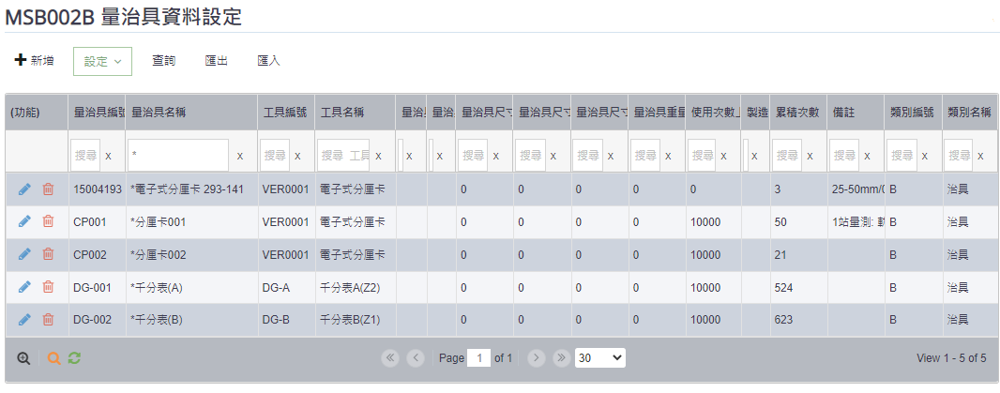 MSB002B 量治具資料設定
新增 設定 查詢 匯出 匯入
(功能) 量治具編號 量治具名稱 工具編號 工具名稱 量治具 量治 量治具尺寸 量治具尺寸 量治具尺寸 量治具重量 使用次數上 製造 累積次數 備註 類別編號 類別名稱
搜尋 x * x 搜尋 x 搜尋 工具 x x x 搜尋 x 搜尋 x 搜尋 x 搜尋 x 搜尋 x x 搜尋 x 搜尋 x 搜尋 x 搜尋 x
15004193 *電子式分厘卡 293-141 VER0001 電子式分厘卡 0 0 0 0 0 3 25-50mm/0 B 治具
CP001 *分厘卡001 VER0001 電子式分厘卡 0 0 0 0 10000 50 1站量測: 軟 B 治具
CP002 *分厘卡002 VER0001 電子式分厘卡 0 0 0 0 10000 21 B 治具
DG-001 *千分表(A) DG-A 千分表A(Z2) 0 0 0 0 10000 524 B 治具
DG-002 *千分表(B) DG-B 千分表B(Z1) 0 0 0 0 10000 623 B 治具
Page 1 of 1 30 View 1 - 5 of 5